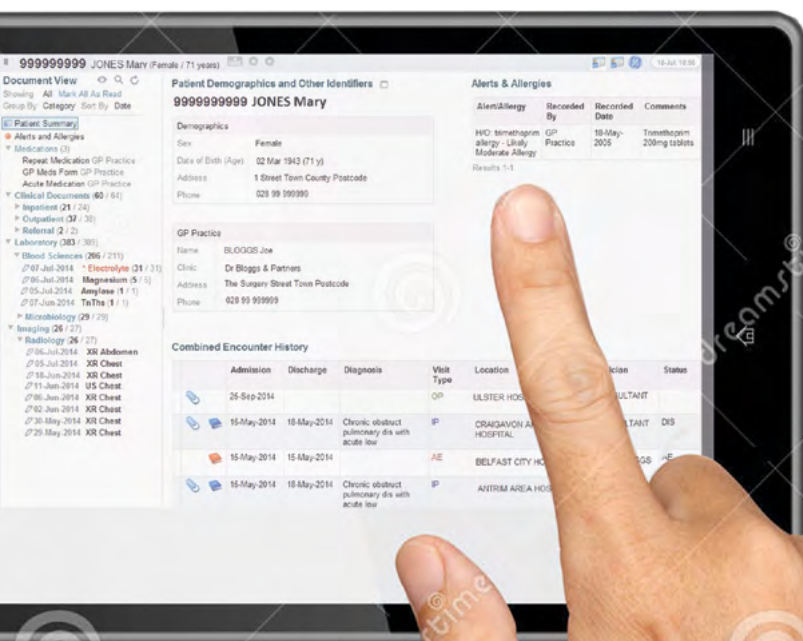 999999999 JONES Mary (Female / 71 years)
18-Jul 10:55
Document View
Showing All Mark All As Read
Group By Category Sort By Date
Patient Summary
Alerts and Allergies
Medications (3)
Repeat Medication GP Practice
GP Meds Form GP Practice
Acute Medication GP Practice
Clinical Documents (60 / 64)
Inpatient (21 / 24)
Outpatient (37 / 38)
Referral (2 / 2)
Laboratory (383 / 389)
Blood Sciences (206 / 211)
07-Jul-2014 * Electrolyte (31 / 31)
06-Jul-2014 Magnesium (5 / 5)
05-Jul-2014 Amylase (1 / 1)
07-Jun-2014 TnThs (1 / 1)
Microbiology (29 / 29)
Imaging (26 / 27)
Radiology (26 / 27)
06-Jul-2014 XR Abdomen
05-Jul-2014 XR Chest
18-Jun-2014 XR Chest
11-Jun-2014 US Chest
06-Jun-2014 XR Chest
02-Jun-2014 XR Chest
30-May-2014 XR Chest
29-May-2014 XR Chest
Patient Demographics and Other Identifiers
9999999999 JONES Mary
Demographics
Sex Female
Date of Birth (Age) 02 Mar 1943 (71 y)
Address 1 Street Town County Postcode
Phone 028 99 999999
GP Practice
Name BLOGGS Joe
Clinic Dr Bloggs & Partners
Address The Surgery Street Town Postcode
Phone 028 99 999999
Alerts & Allergies
Alert/Allergy Recorded By Recorded Date Comments
H/O: trimethoprim allergy - Likely Moderate Allergy GP Practice 18-May-2005 Trimethoprim 200mg tablets
Results 1-1
Combined Encounter History
Admission Discharge Diagnosis Visit Type Location Status
26-Sep-2014 OP ULSTER HOS
15-May-2014 18-May-2014 Chronic obstruct pulmonary dis with acute low IP CRAIGAVON A HOSPITAL DIS
15-May-2014 15-May-2014 AE BELFAST CITY HO
15-May-2014 18-May-2014 Chronic obstruct pulmonary dis with acute low IP ANTRIM AREA HOS
dreamstime